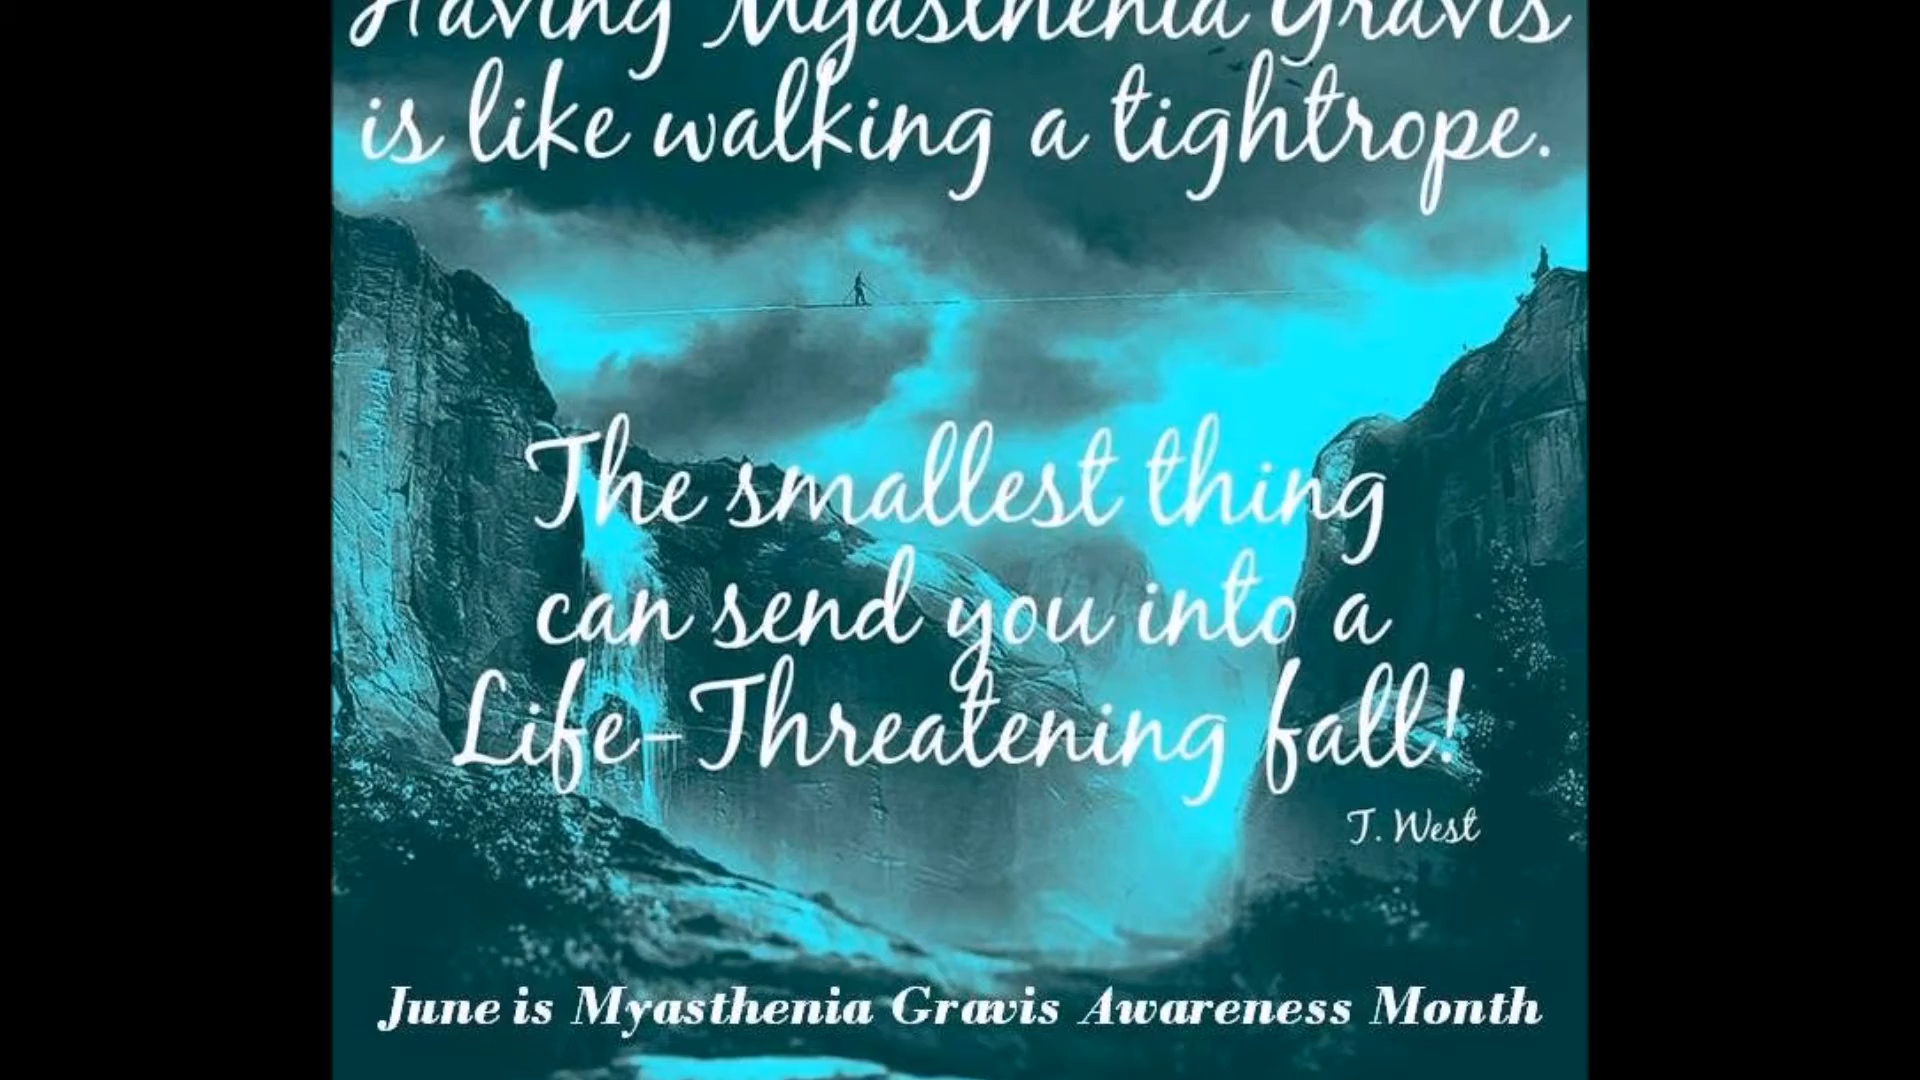 Having Myasthenia Gravis
is like walking a tightrope.
The smallest thing
can send you into a
Life-Threatening fall!
T. West
June is Myasthenia Gravis Awareness Month